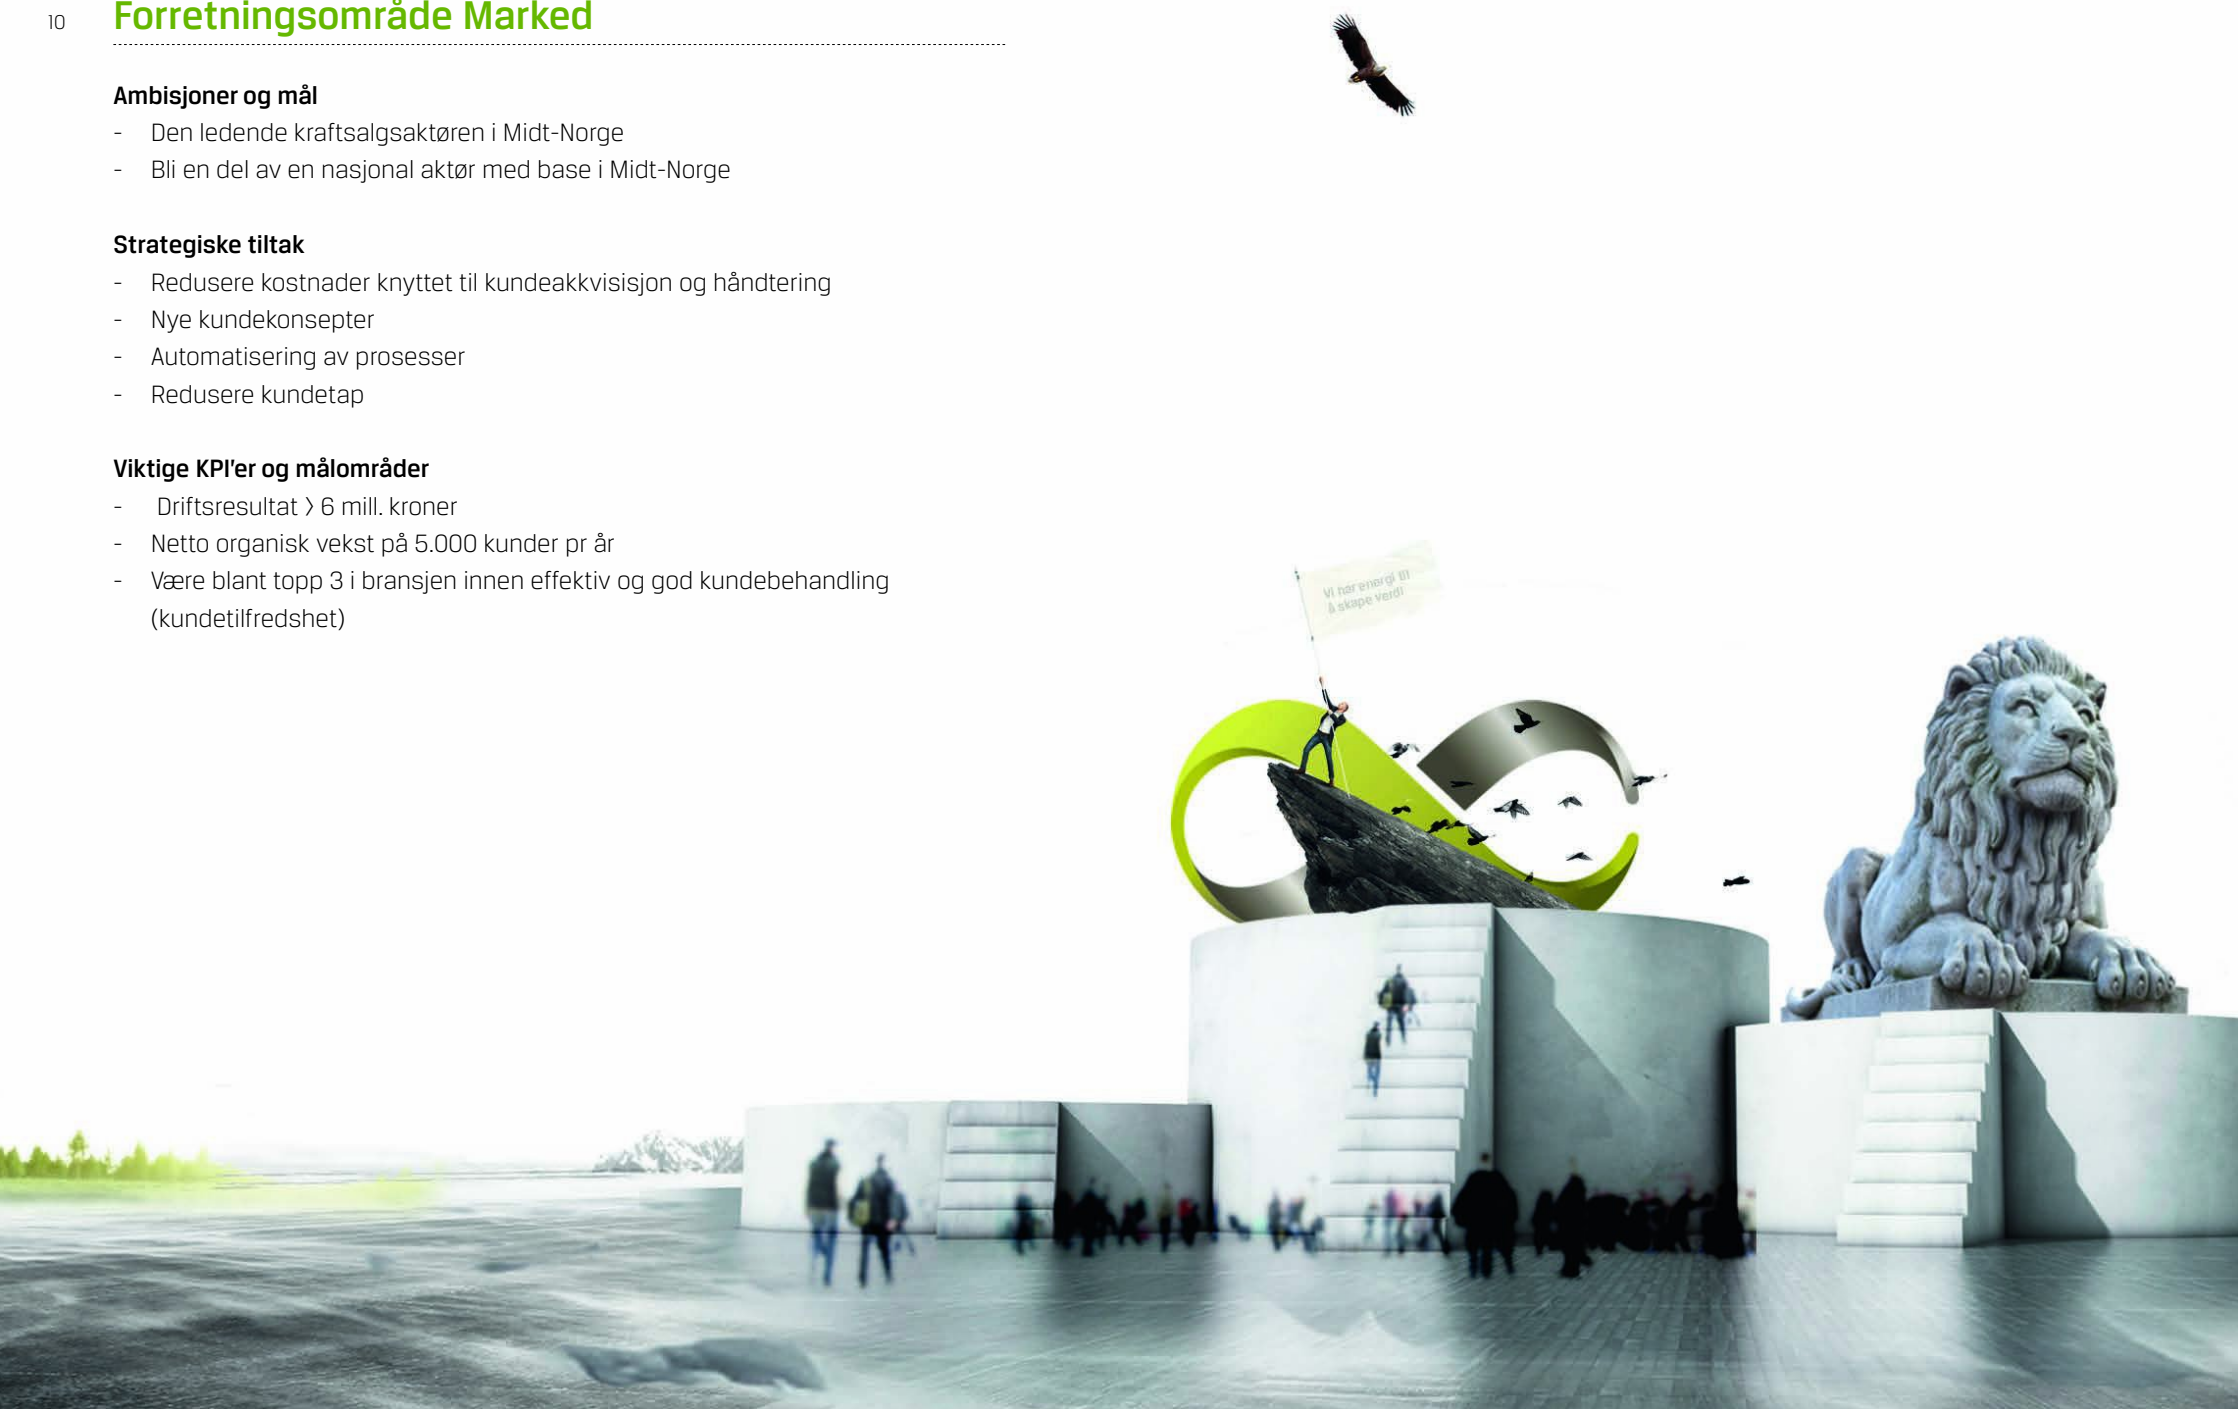 10
Forretningsområde Marked
Ambisjoner og mål
- Den ledende kraftsalgsaktøren i Midt-Norge
- Bli en del av en nasjonal aktør med base i Midt-Norge
Strategiske tiltak
- Redusere kostnader knyttet til kundeakkvisisjon og håndtering
- Nye kundekonsepter
- Automatisering av prosesser
- Redusere kundetap
Viktige KPI'er og målområder
- Driftsresultat > 6 mill. kroner
- Netto organisk vekst på 5.000 kunder pr år
- Være blant topp 3 i bransjen innen effektiv og god kundebehandling
(kundetilfredshet)
Vi har energi til
å skape verdi